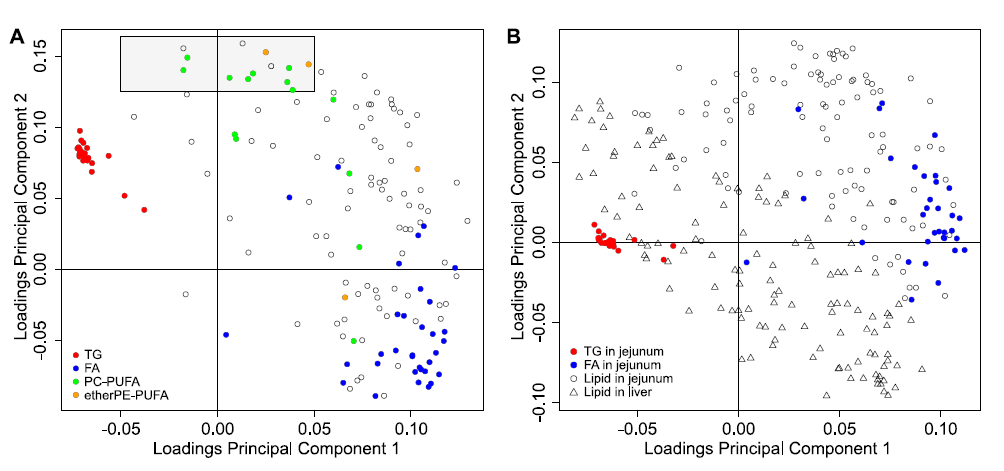 A
B
0.15
0.10
0.05
0.00
-0.05
Loadings Principal Component 2
TG
FA
PC-PUFA
etherPE-PUFA
-0.05 0.00 0.05 0.10
Loadings Principal Component 1
0.10
0.05
0.00
-0.05
-0.10
Loadings Principal Component 2
TG in jejunum
FA in jejunum
Lipid in jejunum
Lipid in liver
-0.05 0.00 0.05 0.10
Loadings Principal Component 1